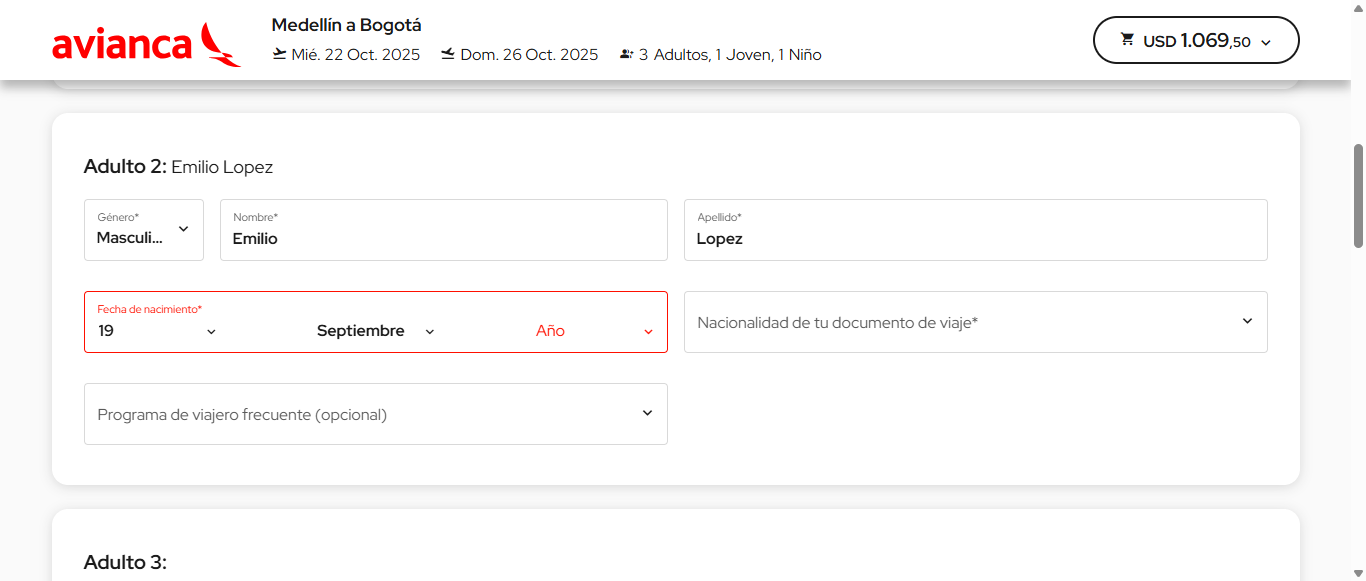 avianca
Medellín a Bogotá
Mié. 22 Oct. 2025 Dom. 26 Oct. 2025 3 Adultos, 1 Joven, 1 Niño
USD 1.069,50
Adulto 2: Emilio Lopez
Género* Nombre* Apellido*
Masculi... Emilio Lopez
Fecha de nacimiento*
19 Septiembre Año
Nacionalidad de tu documento de viaje*
Programa de viajero frecuente (opcional)
Adulto 3: